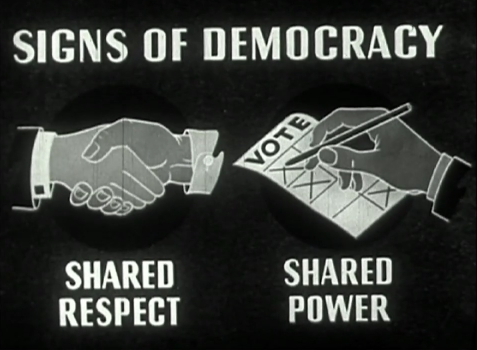 SIGNS OF DEMOCRACY
VOTE
SHARED
RESPECT
SHARED
POWER